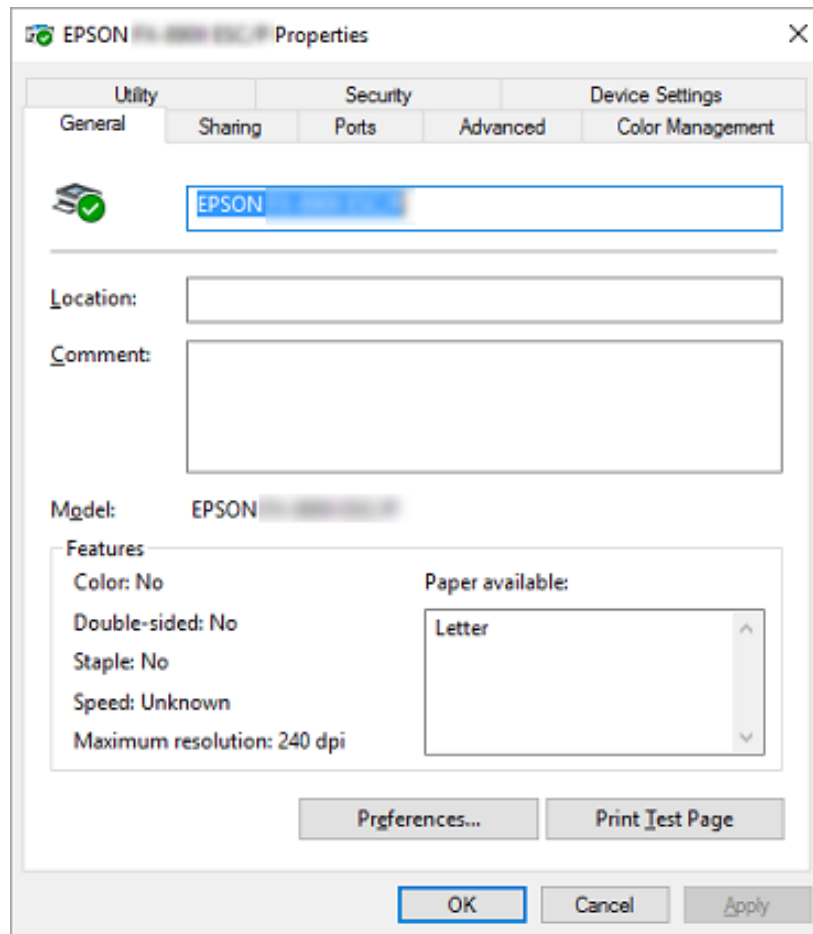 EPSON Properties
Utility Security Device Settings
General Sharing Ports Advanced Color Management
EPSON
Location:
Comment:
Model: EPSON
Features
Color: No Paper available:
Double-sided: No Letter
Staple: No
Speed: Unknown
Maximum resolution: 240 dpi
Preferences... Print Test Page
OK Cancel Apply